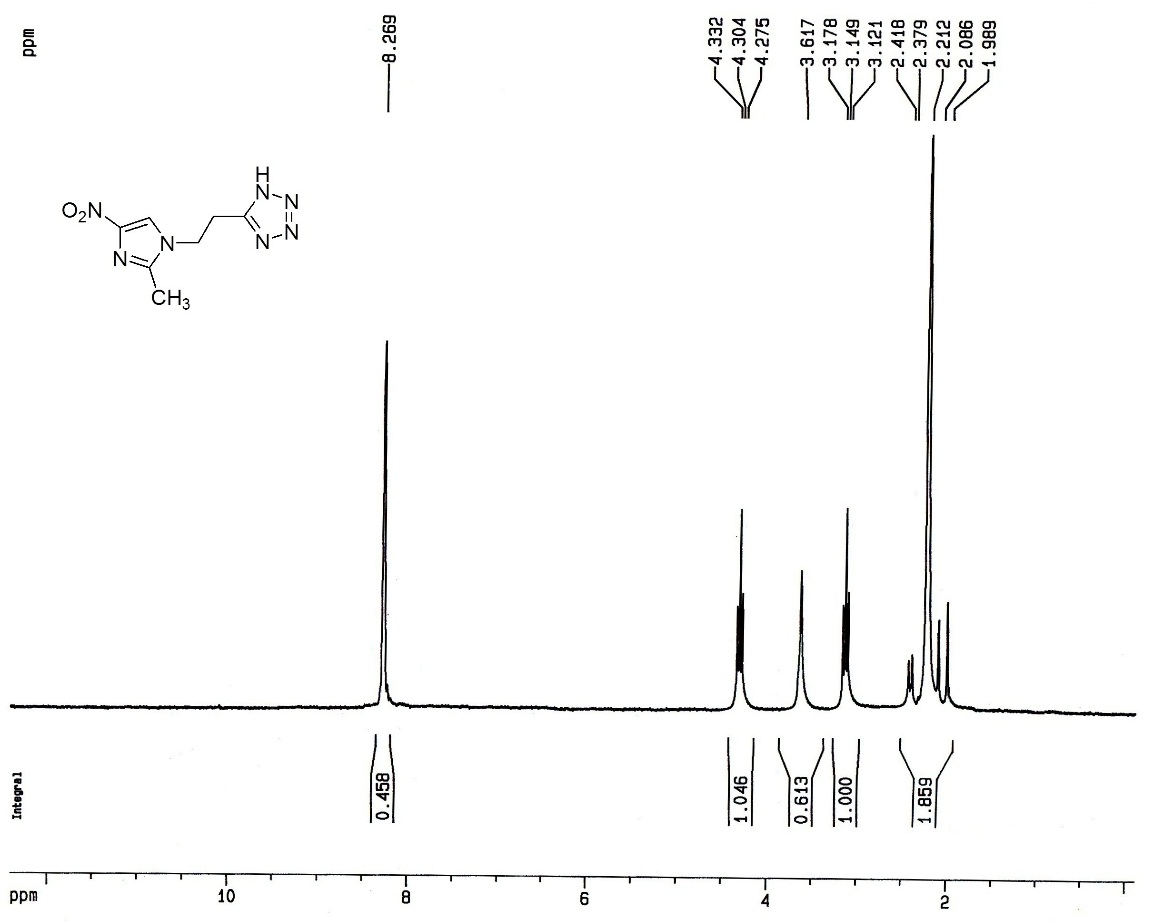 ppm
8.269
4.332
4.304
4.275
3.617
3.178
3.149
3.121
2.418
2.379
2.212
2.086
1.989
H
N
N
N
N
O2N
N
N
CH3
Integral
0.458
1.046
0.613
1.000
1.859
ppm
10
8
6
4
2